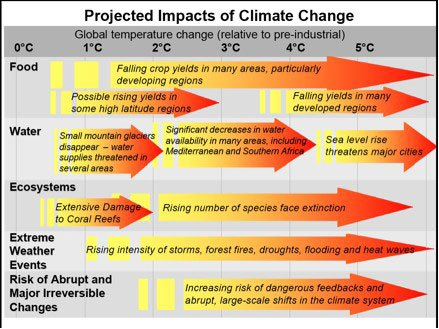 Projected Impacts of Climate Change
Global temperature change (relative to pre-industrial)
0°C 1°C 2°C 3°C 4°C 5°C
Food
Falling crop yields in many areas, particularly
developing regions
Possible rising yields in
some high latitude regions
Falling yields in many
developed regions
Water
Small mountain glaciers
disappear – water
supplies threatened in
several areas
Significant decreases in water
availability in many areas, including
Mediterranean and Southern Africa
Sea level rise
threatens major cities
Ecosystems
Extensive Damage
to Coral Reefs
Rising number of species face extinction
Extreme
Weather
Events
Rising intensity of storms, forest fires, droughts, flooding and heat waves
Risk of Abrupt and
Major Irreversible
Changes
Increasing risk of dangerous feedbacks and
abrupt, large-scale shifts in the climate system